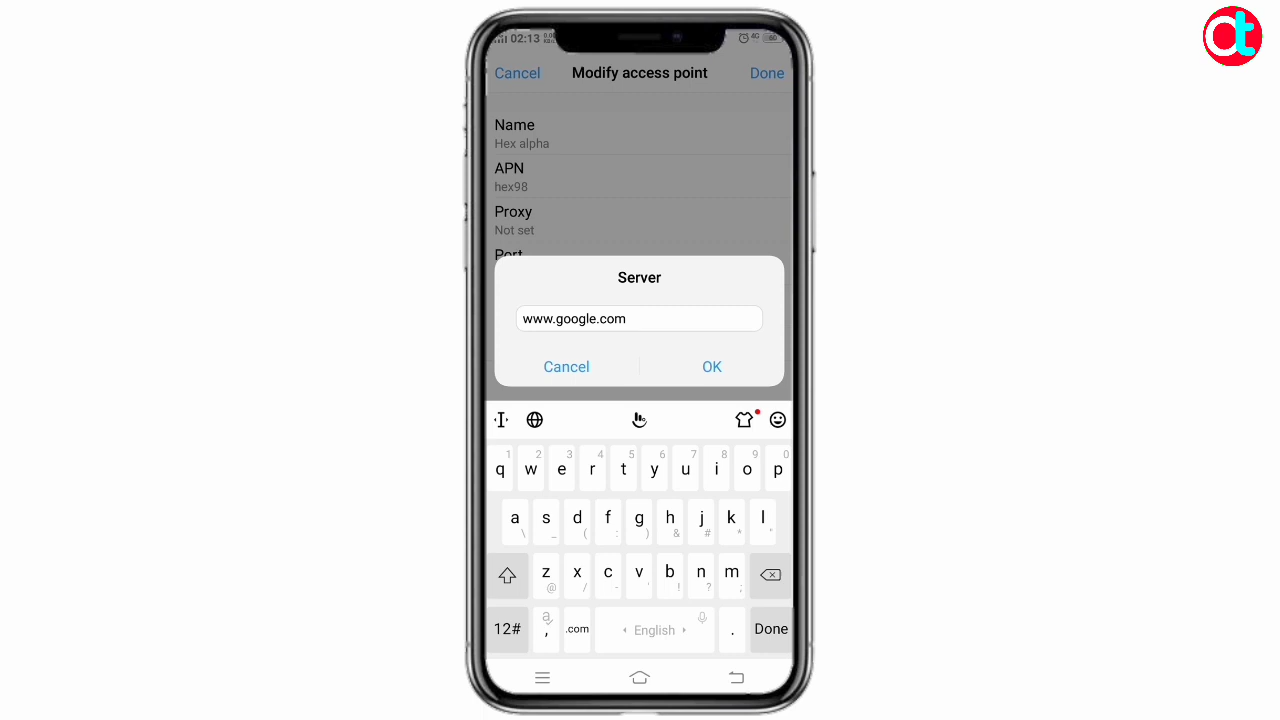 02:13
4G
Cancel Modify access point Done
Name
Hex alpha
APN
hex98
Proxy
Not set
Port
Server
www.google.com
Cancel OK
1 2 3 4 5 6 7 8 9 0
q w e r t y u i o p
a s d f g h j k l
\ _ ( : ) & # * "
z x c v b n m
@ / - ' ! ? ;
12# , .com English . Done